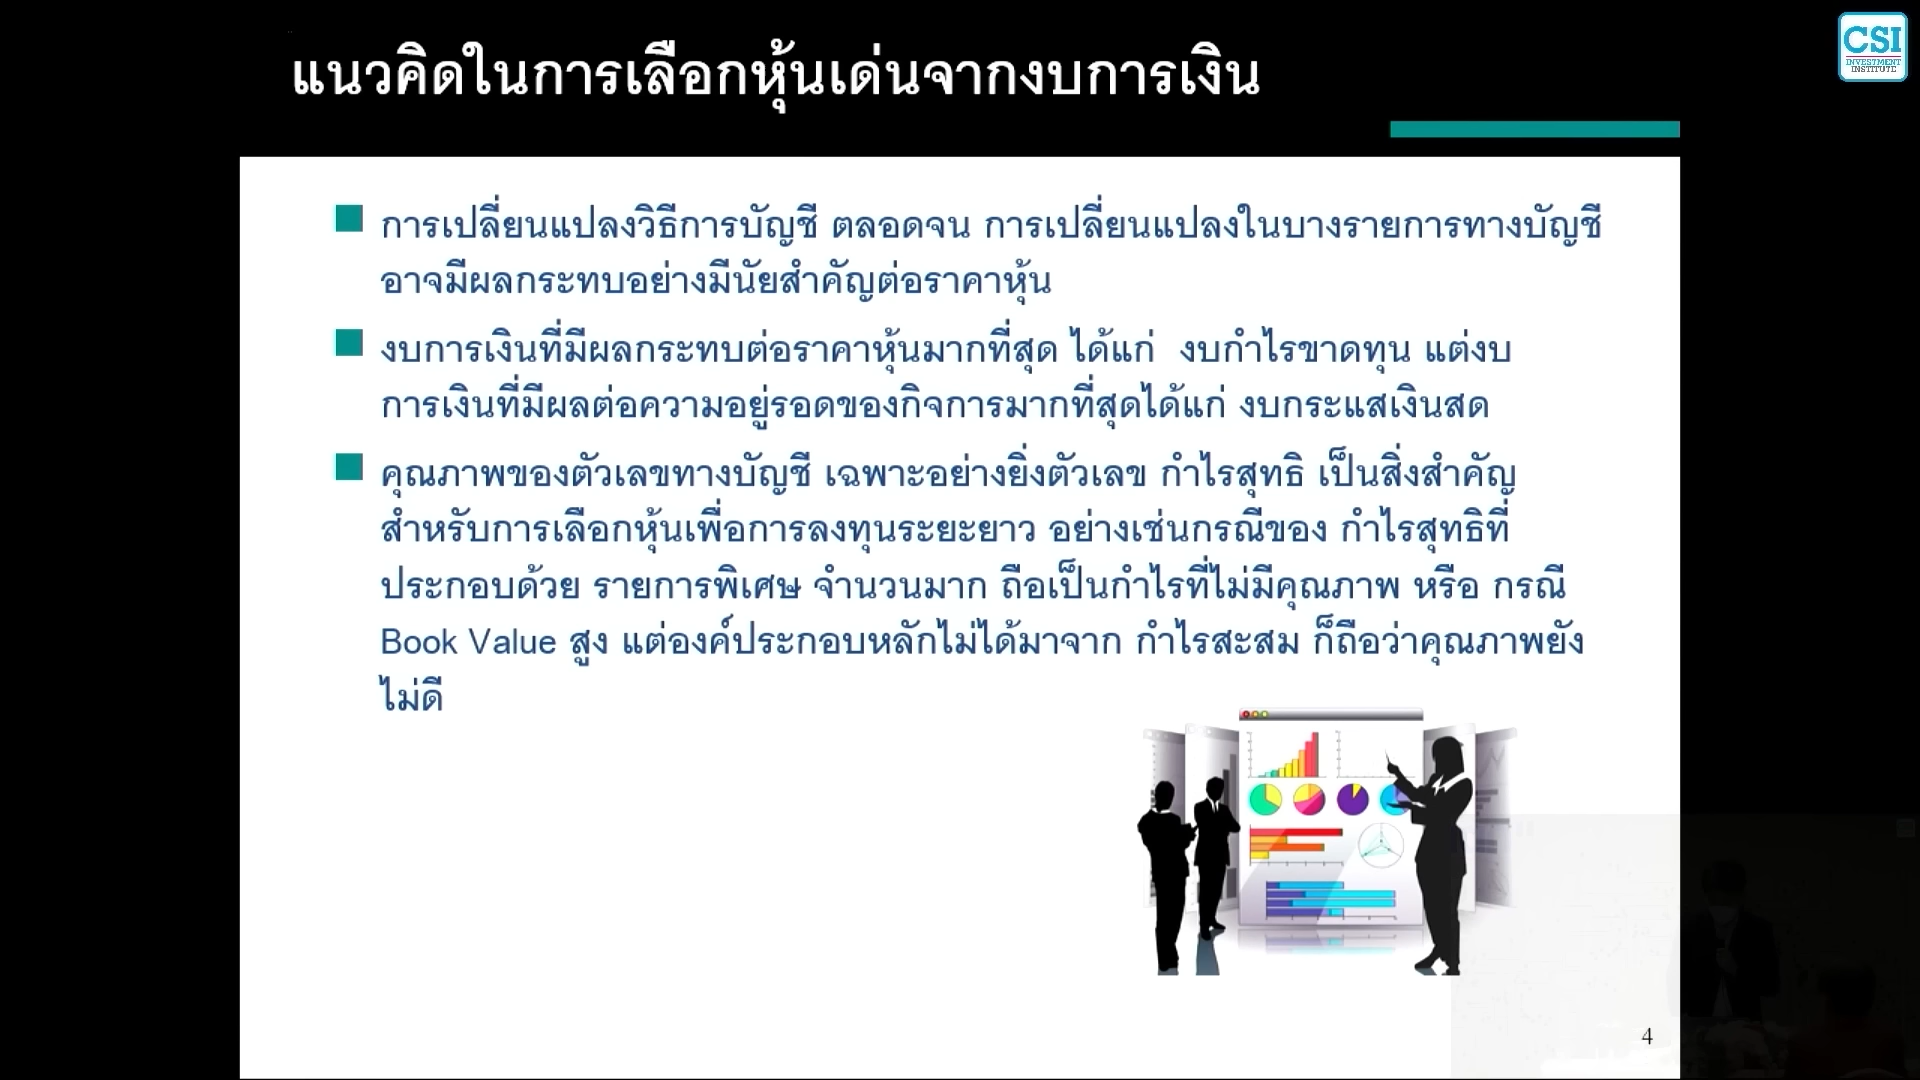 CSI
INVESTMENT
INSTITUTE
แนวคิดในการเลือกหุ้นเด่นจากงบการเงิน
การเปลี่ยนแปลงวิธีการบัญชี ตลอดจน การเปลี่ยนแปลงในบางรายการทางบัญชี
อาจมีผลกระทบอย่างมีนัยสำคัญต่อราคาหุ้น
งบการเงินที่มีผลกระทบต่อราคาหุ้นมากที่สุด ได้แก่ งบกำไรขาดทุน แต่งบ
การเงินที่มีผลต่อความอยู่รอดของกิจการมากที่สุดได้แก่ งบกระแสเงินสด
คุณภาพของตัวเลขทางบัญชี เฉพาะอย่างยิ่งตัวเลข กำไรสุทธิ เป็นสิ่งสำคัญ
สำหรับการเลือกหุ้นเพื่อการลงทุนระยะยาว อย่างเช่นกรณีของ กำไรสุทธิที่
ประกอบด้วย รายการพิเศษ จำนวนมาก ถือเป็นกำไรที่ไม่มีคุณภาพ หรือ กรณี
Book Value สูง แต่องค์ประกอบหลักไม่ได้มาจาก กำไรสะสม ก็ถือว่าคุณภาพยัง
ไม่ดี
4